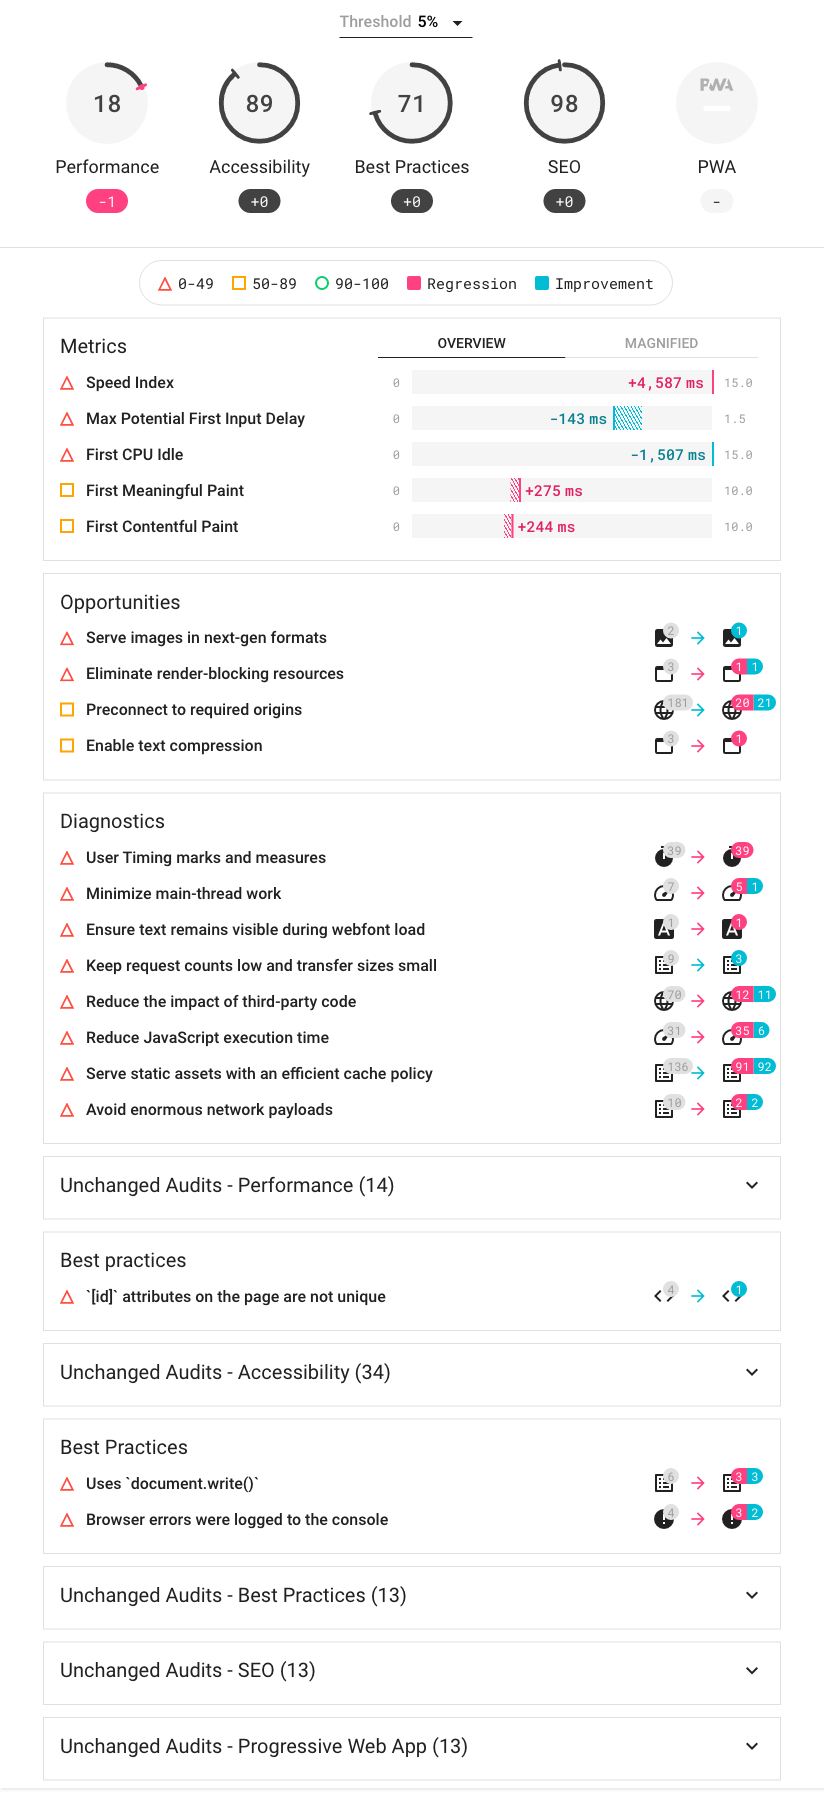 Threshold 5%
18 89 71 98 PWA
Performance Accessibility Best Practices SEO PWA
-1 +0 +0 +0 -
0-49 50-89 90-100 Regression Improvement
Metrics OVERVIEW MAGNIFIED
Speed Index 0 +4,587 ms 15.0
Max Potential First Input Delay 0 -143 ms 1.5
First CPU Idle 0 -1,507 ms 15.0
First Meaningful Paint 0 +275 ms 10.0
First Contentful Paint 0 +244 ms 10.0
Opportunities
Serve images in next-gen formats 2 1
Eliminate render-blocking resources 3 1 1
Preconnect to required origins 181 20 21
Enable text compression 3 1
Diagnostics
User Timing marks and measures 39 39
Minimize main-thread work 7 5 1
Ensure text remains visible during webfont load A 1 A 1
Keep request counts low and transfer sizes small 9 3
Reduce the impact of third-party code 70 12 11
Reduce JavaScript execution time 31 35 6
Serve static assets with an efficient cache policy 136 91 92
Avoid enormous network payloads 10 2 2
Unchanged Audits - Performance (14)
Best practices
`[id]` attributes on the page are not unique 4 1
Unchanged Audits - Accessibility (34)
Best Practices
Uses `document.write()` 6 3 3
Browser errors were logged to the console 4 3 2
Unchanged Audits - Best Practices (13)
Unchanged Audits - SEO (13)
Unchanged Audits - Progressive Web App (13)